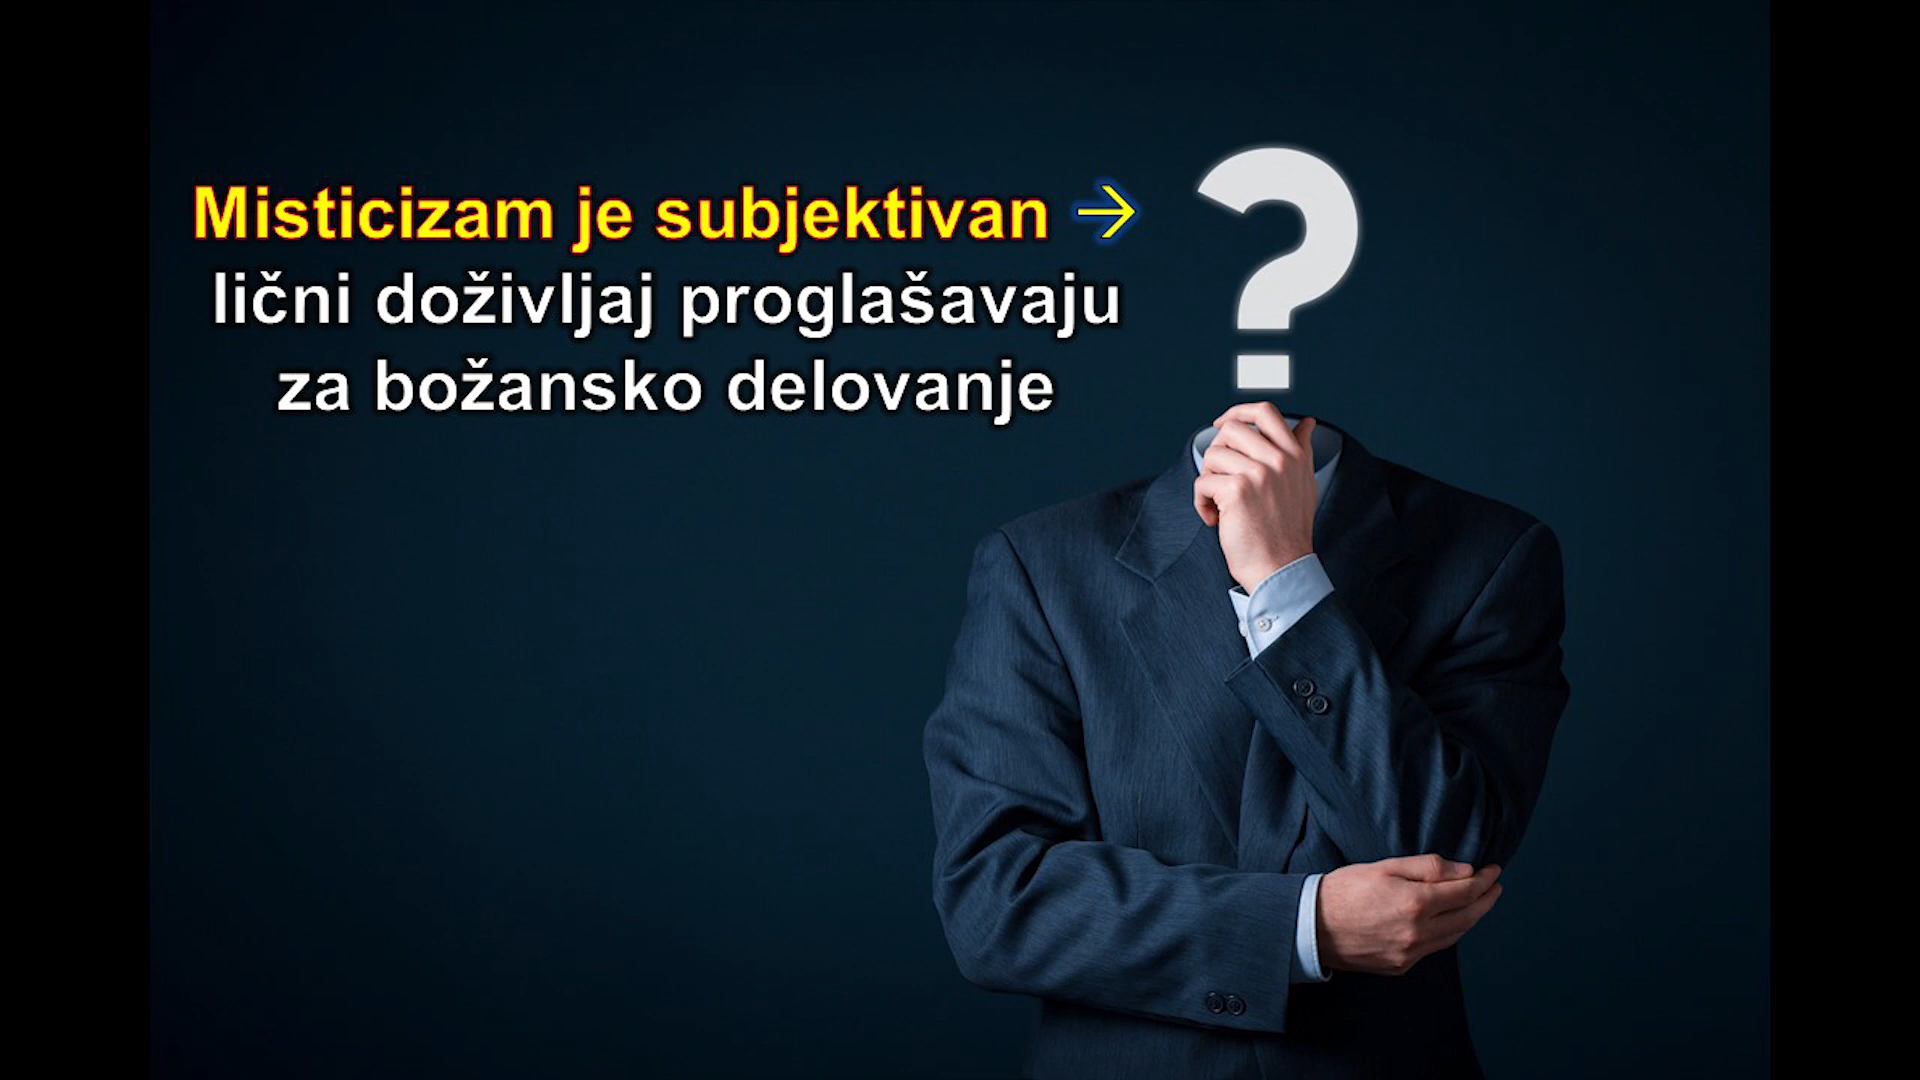 Misticizam je subjektivan →
lični doživljaj proglašavaju
za božansko delovanje
?